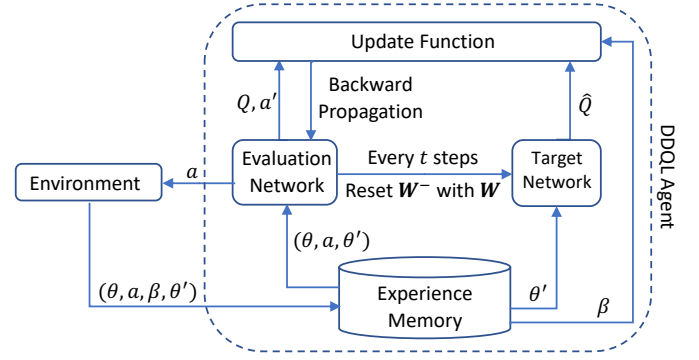 Update Function
Q, a′
Backward
Propagation
Q̂
DDQL Agent
Evaluation
Network
Every t steps
Reset W⁻ with W
Target
Network
Environment
a
(θ, a, θ′)
(θ, a, β, θ′)
Experience
Memory
θ′
β